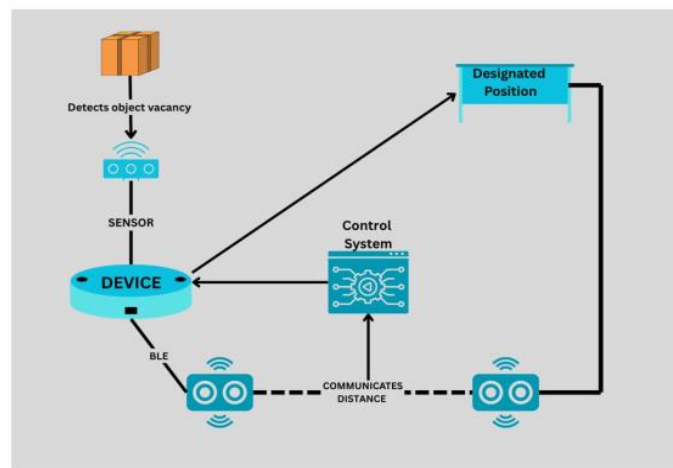 Detects object vacancy
SENSOR
DEVICE
BLE
COMMUNICATES
DISTANCE
Control
System
Designated
Position